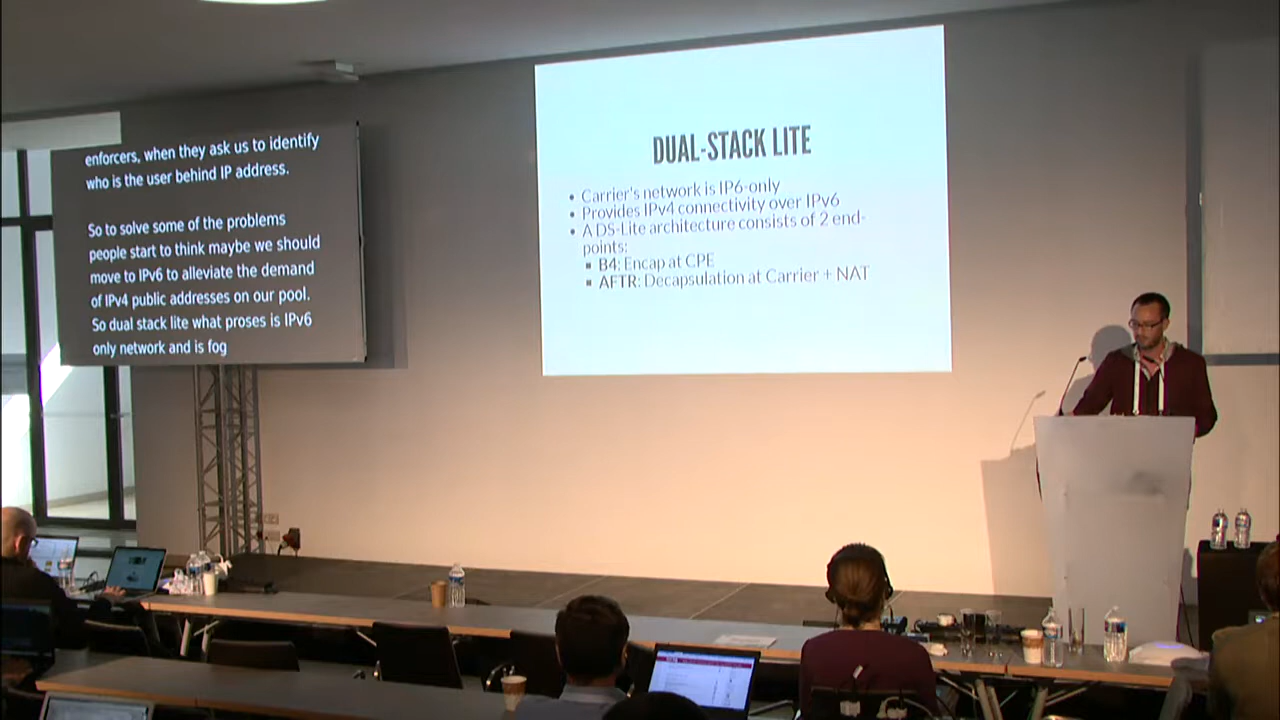 enforcers, when they ask us to identify
who is the user behind IP address.
So to solve some of the problems
people start to think maybe we should
move to IPv6 to alleviate the demand
of IPv4 public addresses on our pool.
So dual stack lite what proses is IPv6
only network and is fog
DUAL-STACK LITE
• Carrier's network is IP6-only
• Provides IPv4 connectivity over IPv6
• A DS-Lite architecture consists of 2 end-
points:
▪ B4: Encap at CPE
▪ AFTR: Decapsulation at Carrier + NAT